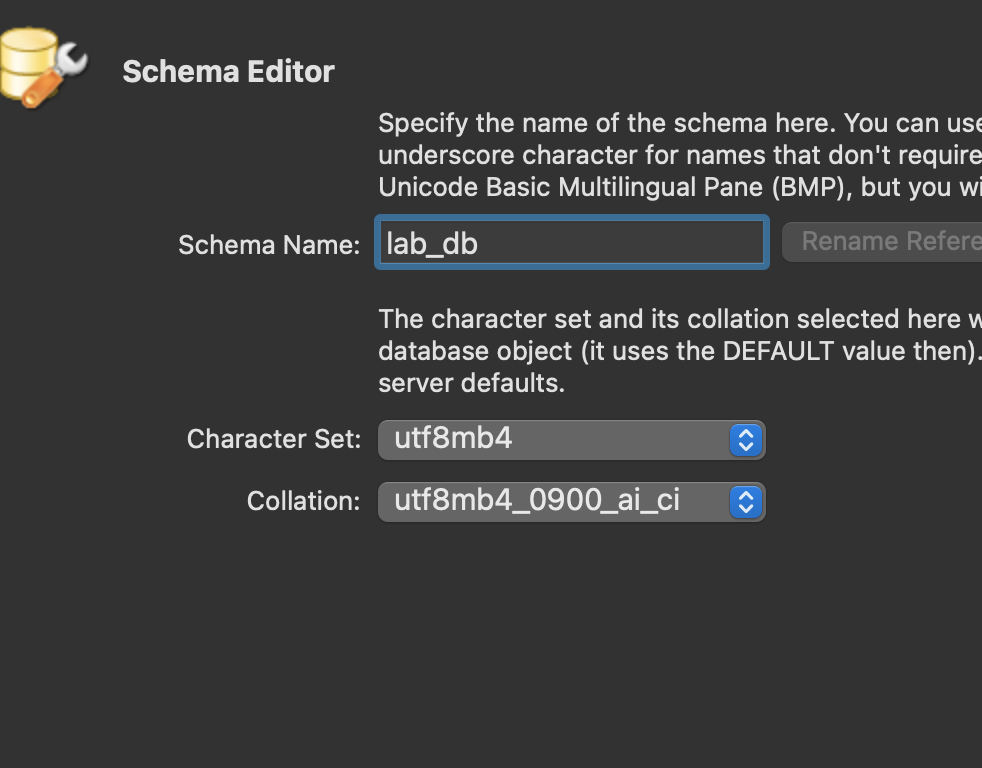 Schema Editor
Specify the name of the schema here. You can use
underscore character for names that don't require
Unicode Basic Multilingual Pane (BMP), but you wi
Schema Name: lab_db Rename Refere
The character set and its collation selected here w
database object (it uses the DEFAULT value then).
server defaults.
Character Set: utf8mb4
Collation: utf8mb4_0900_ai_ci